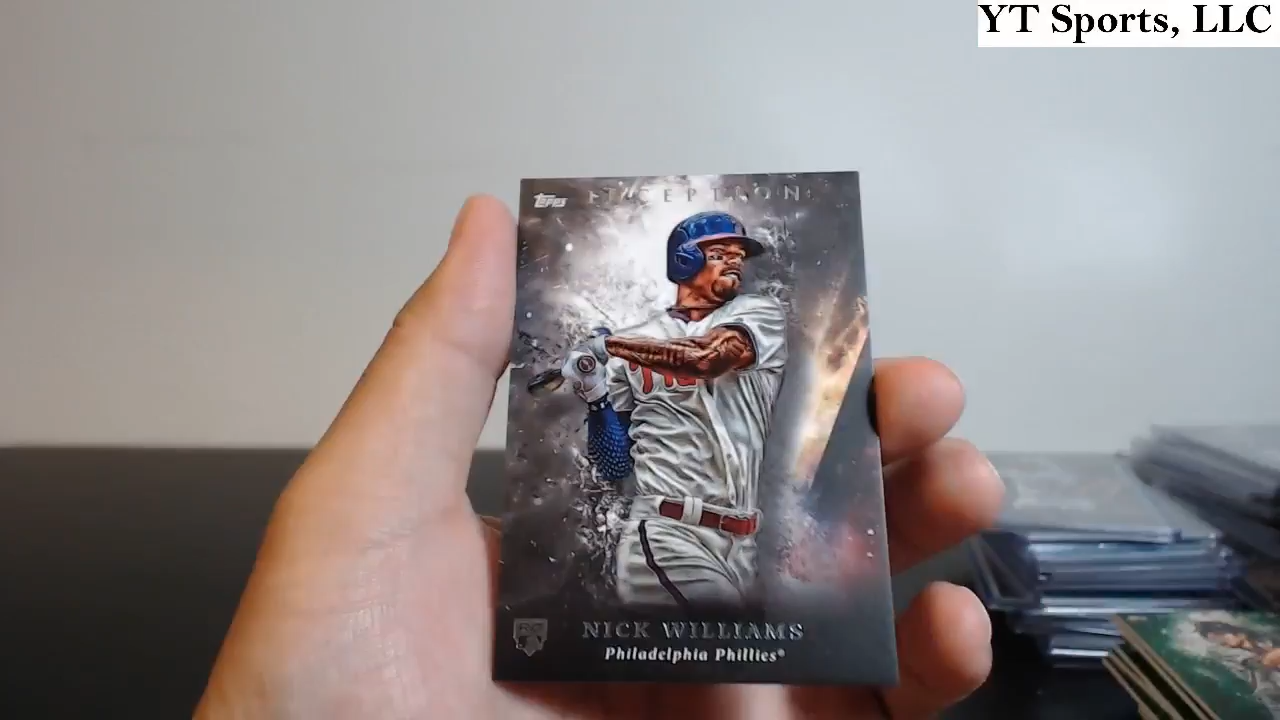 YT Sports, LLC
Topps INCEPTION
RC
NICK WILLIAMS
Philadelphia Phillies®